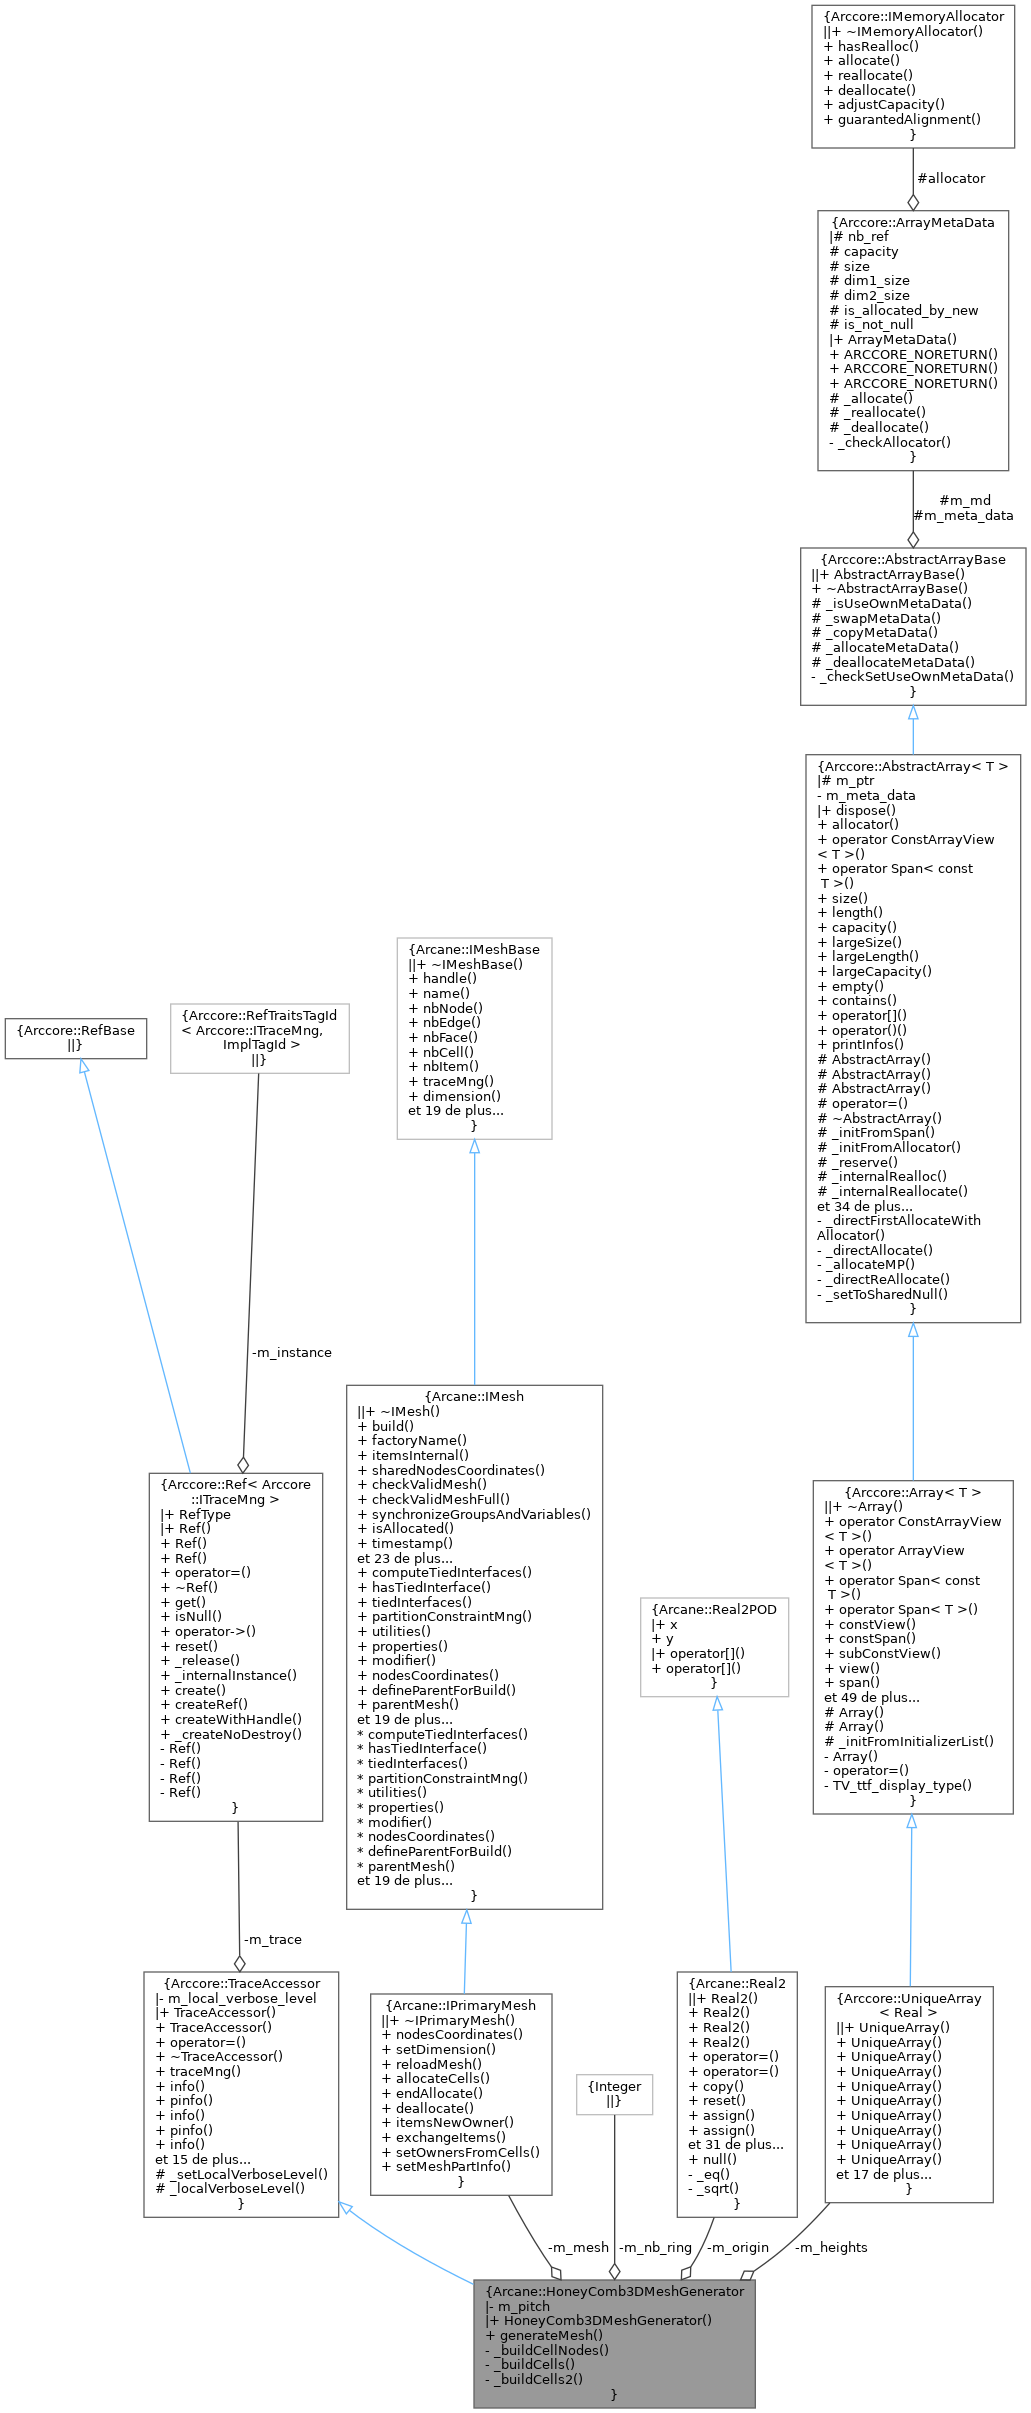 {Arccore::IMemoryAllocator
||+ ~IMemoryAllocator()
+ hasRealloc()
+ allocate()
+ reallocate()
+ deallocate()
+ adjustCapacity()
+ guarantedAlignment()
}
#allocator
{Arccore::ArrayMetaData
|# nb_ref
# capacity
# size
# dim1_size
# dim2_size
# is_allocated_by_new
# is_not_null
|+ ArrayMetaData()
+ ARCCORE_NORETURN()
+ ARCCORE_NORETURN()
+ ARCCORE_NORETURN()
# _allocate()
# _reallocate()
# _deallocate()
- _checkAllocator()
}
#m_md
#m_meta_data
{Arccore::AbstractArrayBase
||+ AbstractArrayBase()
+ ~AbstractArrayBase()
# _isUseOwnMetaData()
# _swapMetaData()
# _copyMetaData()
# _allocateMetaData()
# _deallocateMetaData()
- _checkSetUseOwnMetaData()
}
{Arccore::AbstractArray< T >
|# m_ptr
- m_meta_data
|+ dispose()
+ allocator()
+ operator ConstArrayView
< T >()
+ operator Span< const
 T >()
+ size()
+ length()
+ capacity()
+ largeSize()
+ largeLength()
+ largeCapacity()
+ empty()
+ contains()
+ operator[]()
+ operator()()
+ printInfos()
# AbstractArray()
# AbstractArray()
# AbstractArray()
# operator=()
# ~AbstractArray()
# _initFromSpan()
# _initFromAllocator()
# _reserve()
# _internalRealloc()
# _internalReallocate()
et 34 de plus...
- _directFirstAllocateWith
Allocator()
- _directAllocate()
- _allocateMP()
- _directReAllocate()
- _setToSharedNull()
}
{Arccore::RefBase
||}
{Arccore::RefTraitsTagId
< Arccore::ITraceMng,
ImplTagId >
||}
{Arcane::IMeshBase
||+ ~IMeshBase()
+ handle()
+ name()
+ nbNode()
+ nbEdge()
+ nbFace()
+ nbCell()
+ nbItem()
+ traceMng()
+ dimension()
et 19 de plus...
}
-m_instance
{Arccore::Ref< Arccore
::ITraceMng >
|+ RefType
|+ Ref()
+ Ref()
+ Ref()
+ operator=()
+ ~Ref()
+ get()
+ isNull()
+ operator->()
+ reset()
+ _release()
+ _internalInstance()
+ create()
+ createRef()
+ createWithHandle()
+ _createNoDestroy()
- Ref()
- Ref()
- Ref()
- Ref()
}
{Arcane::IMesh
||+ ~IMesh()
+ build()
+ factoryName()
+ itemsInternal()
+ sharedNodesCoordinates()
+ checkValidMesh()
+ checkValidMeshFull()
+ synchronizeGroupsAndVariables()
+ isAllocated()
+ timestamp()
et 23 de plus...
+ computeTiedInterfaces()
+ hasTiedInterface()
+ tiedInterfaces()
+ partitionConstraintMng()
+ utilities()
+ properties()
+ modifier()
+ nodesCoordinates()
+ defineParentForBuild()
+ parentMesh()
et 19 de plus...
* computeTiedInterfaces()
* hasTiedInterface()
* tiedInterfaces()
* partitionConstraintMng()
* utilities()
* properties()
* modifier()
* nodesCoordinates()
* defineParentForBuild()
* parentMesh()
et 19 de plus...
}
{Arcane::Real2POD
|+ x
+ y
|+ operator[]()
+ operator[]()
}
{Arccore::Array< T >
||+ ~Array()
+ operator ConstArrayView
< T >()
+ operator ArrayView
< T >()
+ operator Span< const
 T >()
+ operator Span< T >()
+ constView()
+ constSpan()
+ subConstView()
+ view()
+ span()
et 49 de plus...
# Array()
# Array()
# _initFromInitializerList()
- Array()
- operator=()
- TV_ttf_display_type()
}
-m_trace
{Arccore::TraceAccessor
|- m_local_verbose_level
|+ TraceAccessor()
+ TraceAccessor()
+ operator=()
+ ~TraceAccessor()
+ traceMng()
+ info()
+ pinfo()
+ info()
+ pinfo()
+ info()
et 15 de plus...
# _setLocalVerboseLevel()
# _localVerboseLevel()
}
{Arcane::IPrimaryMesh
||+ ~IPrimaryMesh()
+ nodesCoordinates()
+ setDimension()
+ reloadMesh()
+ allocateCells()
+ endAllocate()
+ deallocate()
+ itemsNewOwner()
+ exchangeItems()
+ setOwnersFromCells()
+ setMeshPartInfo()
}
{Integer
||}
{Arcane::Real2
||+ Real2()
+ Real2()
+ Real2()
+ Real2()
+ operator=()
+ operator=()
+ copy()
+ reset()
+ assign()
+ assign()
et 31 de plus...
+ null()
- _eq()
- _sqrt()
}
{Arccore::UniqueArray
< Real >
||+ UniqueArray()
+ UniqueArray()
+ UniqueArray()
+ UniqueArray()
+ UniqueArray()
+ UniqueArray()
+ UniqueArray()
+ UniqueArray()
+ UniqueArray()
+ UniqueArray()
et 17 de plus...
}
-m_mesh
-m_nb_ring
-m_origin
-m_heights
{Arcane::HoneyComb3DMeshGenerator
|- m_pitch
|+ HoneyComb3DMeshGenerator()
+ generateMesh()
- _buildCellNodes()
- _buildCells()
- _buildCells2()
}